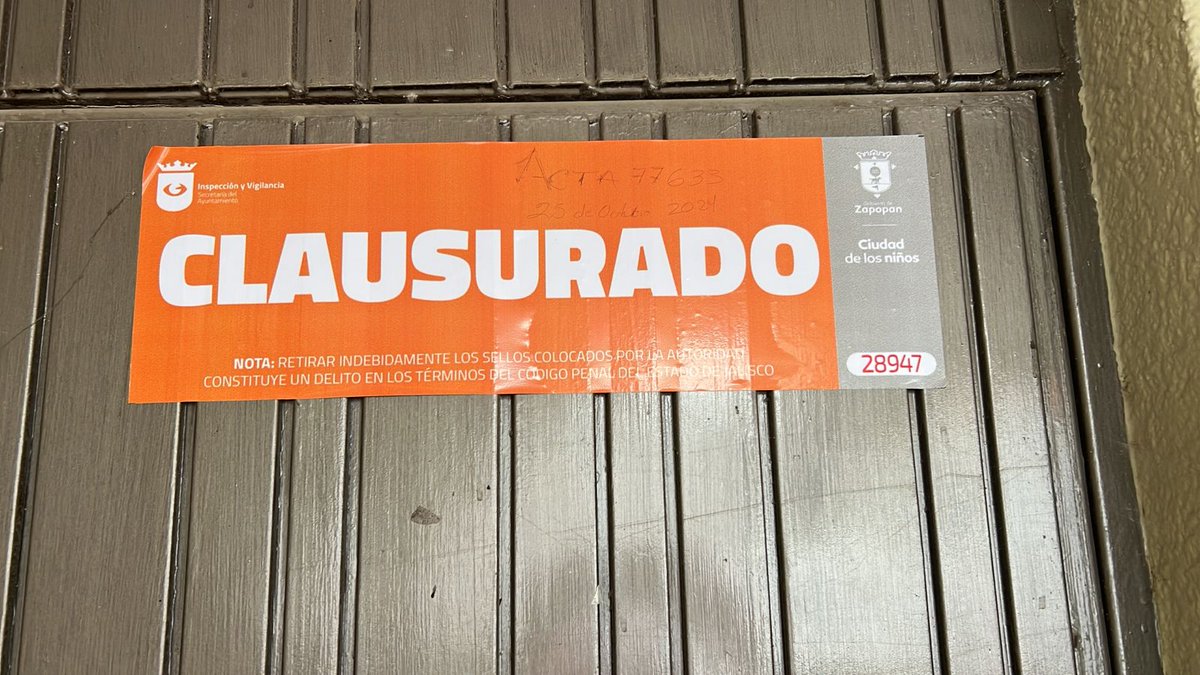 Inspección y Vigilancia
Secretaría del
Ayuntamiento
ACTA 77633
25 de Octubre 2024
CLAUSURADO
NOTA: RETIRAR INDEBIDAMENTE LOS SELLOS COLOCADOS POR LA AUTORIDAD
CONSTITUYE UN DELITO EN LOS TÉRMINOS DEL CÓDIGO PENAL DEL ESTADO DE JALISCO
Gobierno de
Zapopan
Ciudad
de los niños
28947